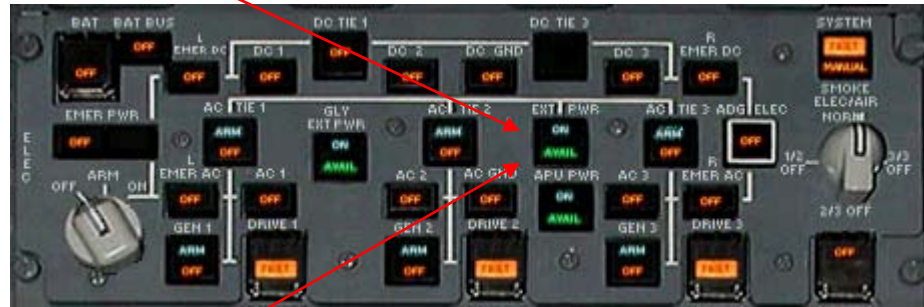 BAT BAT BUS DC TIE 1 DC TIE 3 SYSTEM
OFF OFF L EMER DC DC 1 OFF DC 2 DC GND DC 3 R EMER DC
OFF OFF OFF OFF OFF OFF MANUAL
EMER PWR AC TIE 1 GLY EXT PWR AC TIE 2 EXT PWR AC TIE 3 ADG ELEC SMOKE ELEC/AIR
OFF ARM OFF ON AVAIL ARM OFF ON AVAIL ARM OFF OFF NORM
ELEC
1/2 OFF 3/3 OFF
OFF ARM ON L EMER AC AC 1 AC 2 AC GND APU PWR AC 3 R EMER AC
OFF OFF OFF OFF ON AVAIL OFF OFF 2/3 OFF
GEN 1 DRIVE 1 GEN 2 DRIVE 2 GEN 3 DRIVE 3
ARM OFF ARM OFF ARM OFF OFF